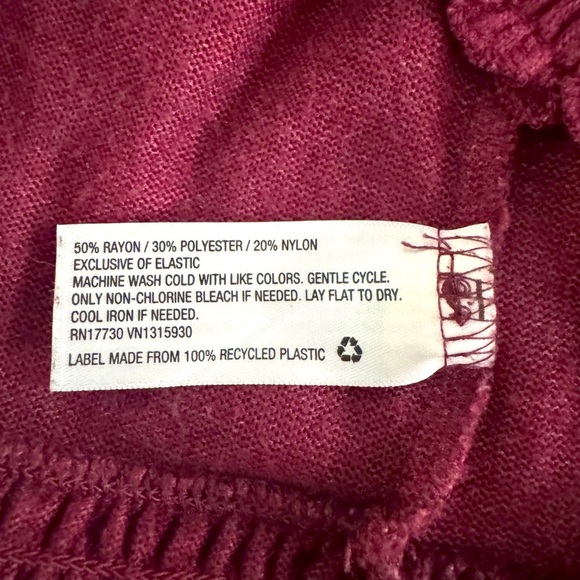 50% RAYON / 30% POLYESTER / 20% NYLON
EXCLUSIVE OF ELASTIC
MACHINE WASH COLD WITH LIKE COLORS. GENTLE CYCLE.
ONLY NON-CHLORINE BLEACH IF NEEDED. LAY FLAT TO DRY.
COOL IRON IF NEEDED.
RN17730 VN1315930
LABEL MADE FROM 100% RECYCLED PLASTIC